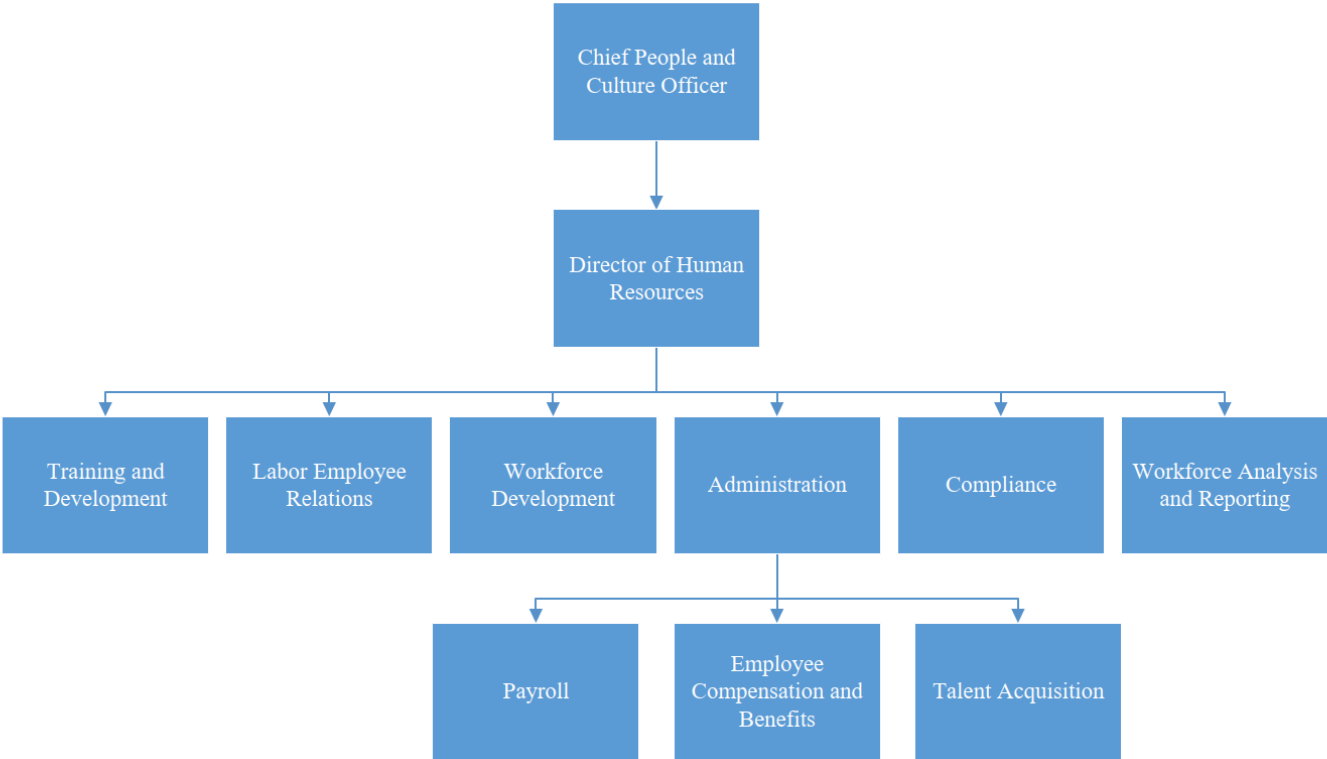 Chief People and
Culture Officer
Director of Human
Resources
Training and
Development
Labor Employee
Relations
Workforce
Development
Administration
Compliance
Workforce Analysis
and Reporting
Payroll
Employee
Compensation and
Benefits
Talent Acquisition